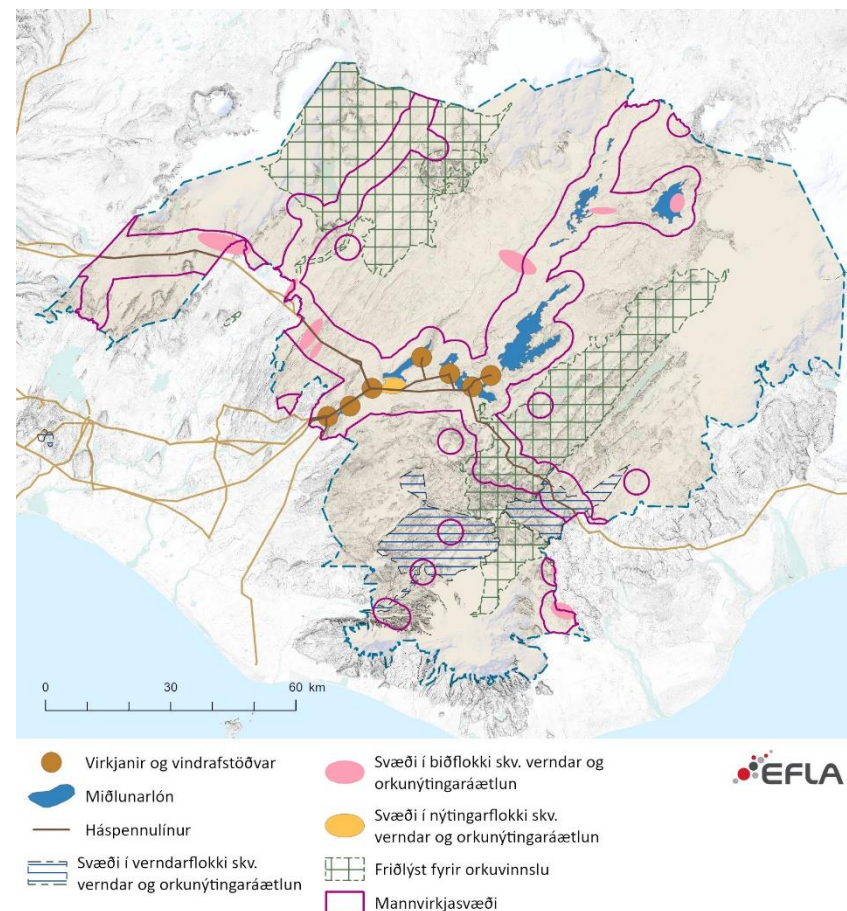 0 30 60 km
Virkjanir og vindrafstöðvar
Miðlunarlón
Háspennulínur
Svæði í verndarflokki skv.
verndar og orkunýtingaráætlun
Svæði í biðflokki skv. verndar og
orkunýtingaráætlun
Svæði í nýtingarflokki skv.
verndar og orkunýtingaráætlun
Friðlýst fyrir orkuvinnslu
Mannvirkjasvæði
EFLA